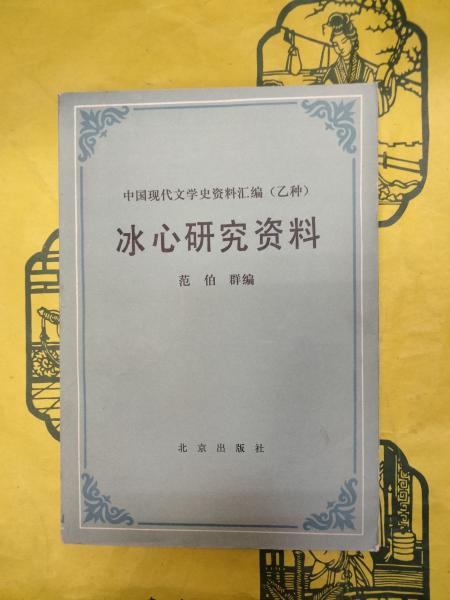 中国现代文学史资料汇编（乙种）
冰心研究资料
范伯群编
北京出版社